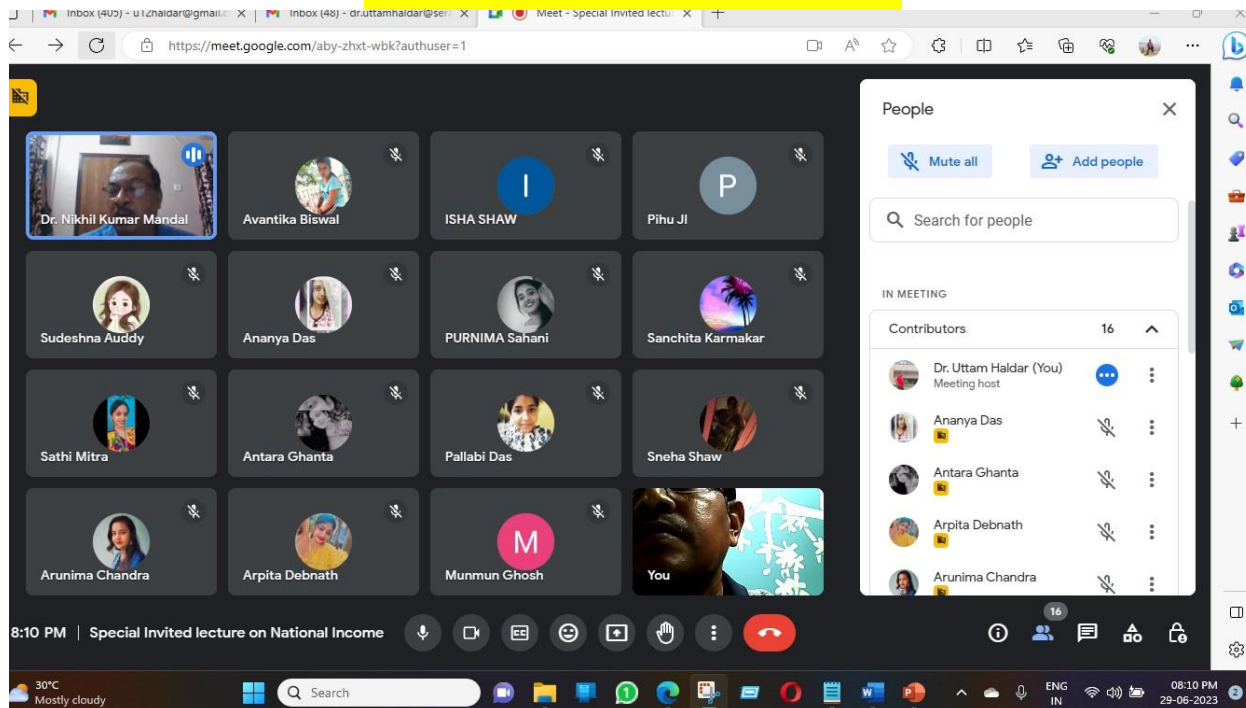 Inbox (405) - u12haldar@gmail.c
Inbox (48) - dr.uttamhaldar@ser
Meet - Special Invited lectu
https://meet.google.com/aby-zhxt-wbk?authuser=1
Dr. Nikhil Kumar Mandal
Avantika Biswal
I
ISHA SHAW
P
Pihu JI
Sudeshna Auddy
Ananya Das
PURNIMA Sahani
Sanchita Karmakar
Sathi Mitra
Antara Ghanta
Pallabi Das
Sneha Shaw
Arunima Chandra
Arpita Debnath
M
Munmun Ghosh
You
People
Mute all
Add people
Search for people
IN MEETING
Contributors 16
Dr. Uttam Haldar (You)
Meeting host
Ananya Das
Antara Ghanta
Arpita Debnath
Arunima Chandra
8:10 PM | Special Invited lecture on National Income
CC
16
30°C
Mostly cloudy
Search
1
ENG
IN
08:10 PM
29-06-2023
2